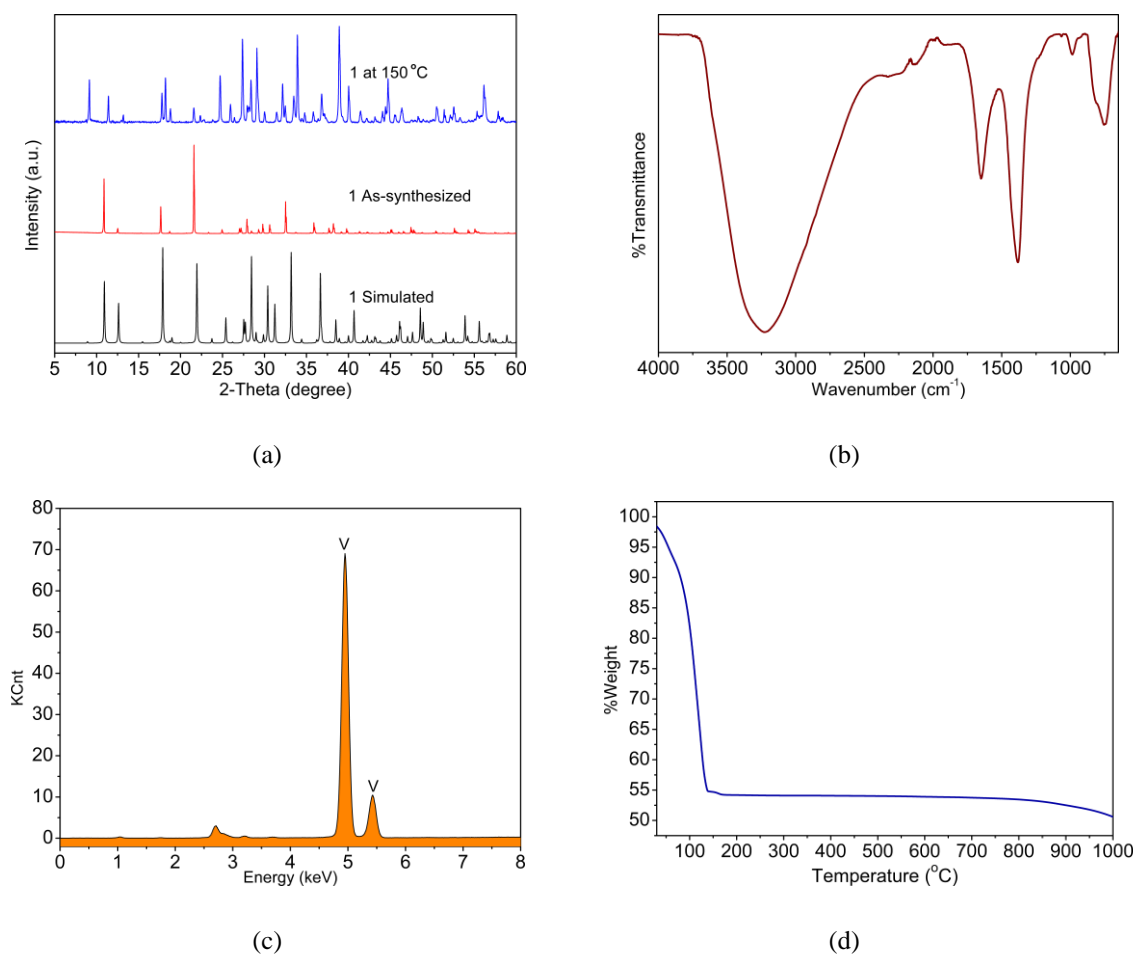 1 at 150 °C
1 As-synthesized
1 Simulated
Intensity (a.u.)
5 10 15 20 25 30 35 40 45 50 55 60
2-Theta (degree)
(a)
%Transmittance
4000 3500 3000 2500 2000 1500 1000
Wavenumber (cm-1)
(b)
80
70
60
50
40
30
20
10
0
KCnt
V
V
0 1 2 3 4 5 6 7 8
Energy (keV)
(c)
100
95
90
85
80
75
70
65
60
55
50
%Weight
100 200 300 400 500 600 700 800 900 1000
Temperature (oC)
(d)